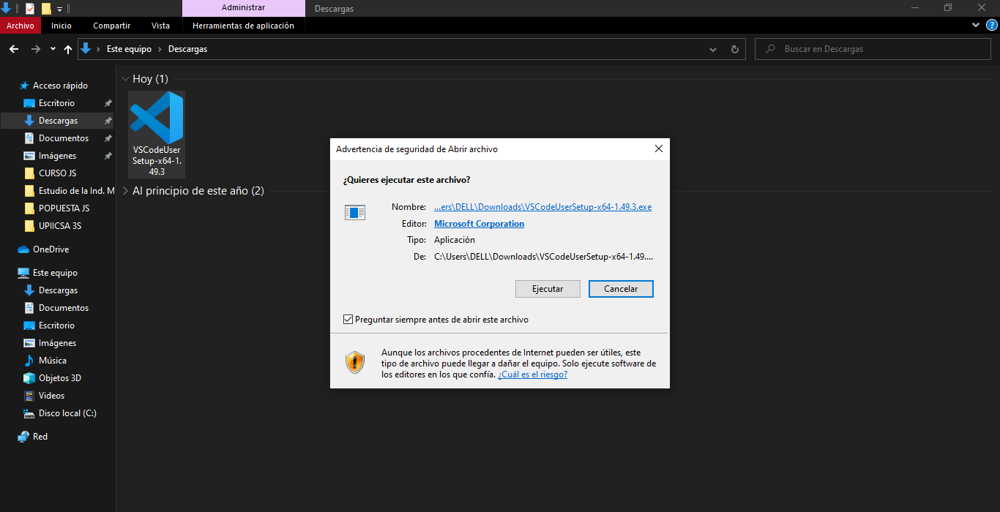 Administrar
Descargas
Archivo
Inicio
Compartir
Vista
Herramientas de aplicación
?
Este equipo > Descargas
Buscar en Descargas
Acceso rápido
Escritorio
Descargas
Documentos
Imágenes
CURSO JS
Estudio de la Ind. M
POPUESTA JS
UPIICSA 3S
OneDrive
Este equipo
Descargas
Documentos
Escritorio
Imágenes
Música
Objetos 3D
Videos
Disco local (C:)
Red
Hoy (1)
VSCodeUser
Setup-x64-1.
49.3
Al principio de este año (2)
Advertencia de seguridad de Abrir archivo
¿Quieres ejecutar este archivo?
Nombre: ...ers\DELL\Downloads\VSCodeUserSetup-x64-1.49.3.exe
Editor: Microsoft Corporation
Tipo: Aplicación
De: C:\Users\DELL\Downloads\VSCodeUserSetup-x64-1.49....
Ejecutar
Cancelar
Preguntar siempre antes de abrir este archivo
Aunque los archivos procedentes de Internet pueden ser útiles, este
tipo de archivo puede llegar a dañar el equipo. Solo ejecute software de
los editores en los que confía. ¿Cuál es el riesgo?